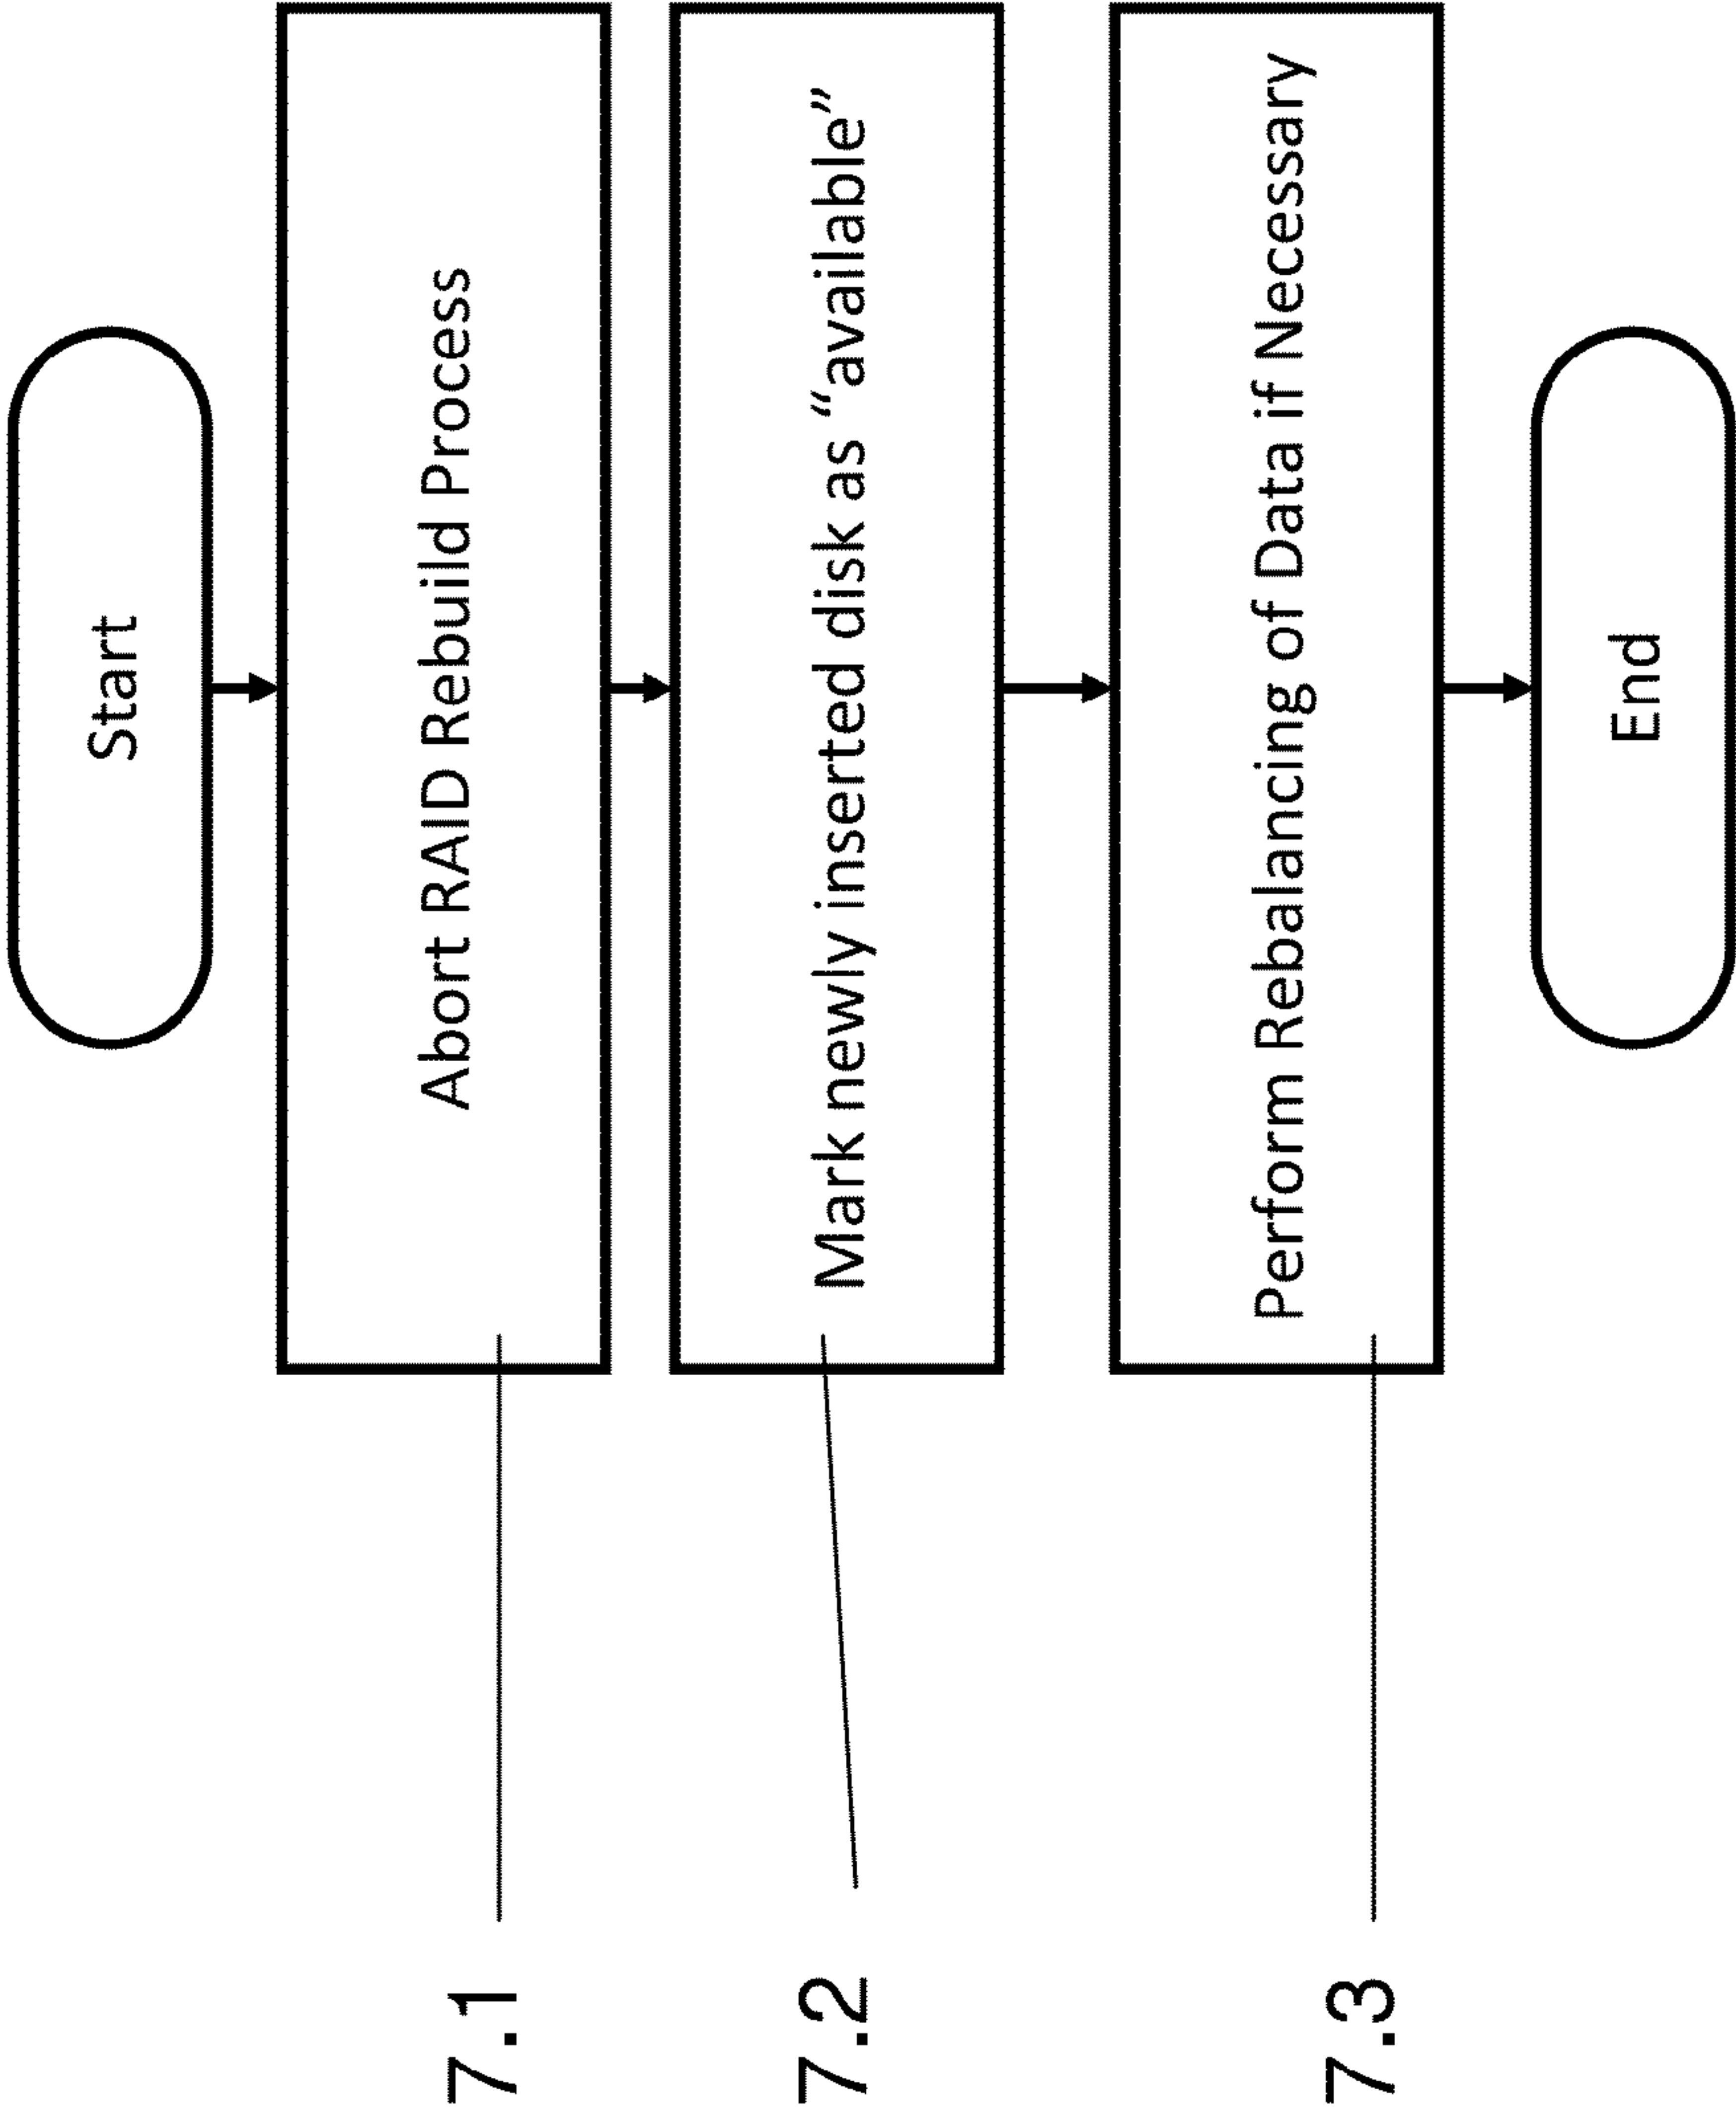 Start
7.1
Abort RAID Rebuild Process
7.2
Mark newly inserted disk as “available”
7.3
Perform Rebalancing of Data if Necessary
End